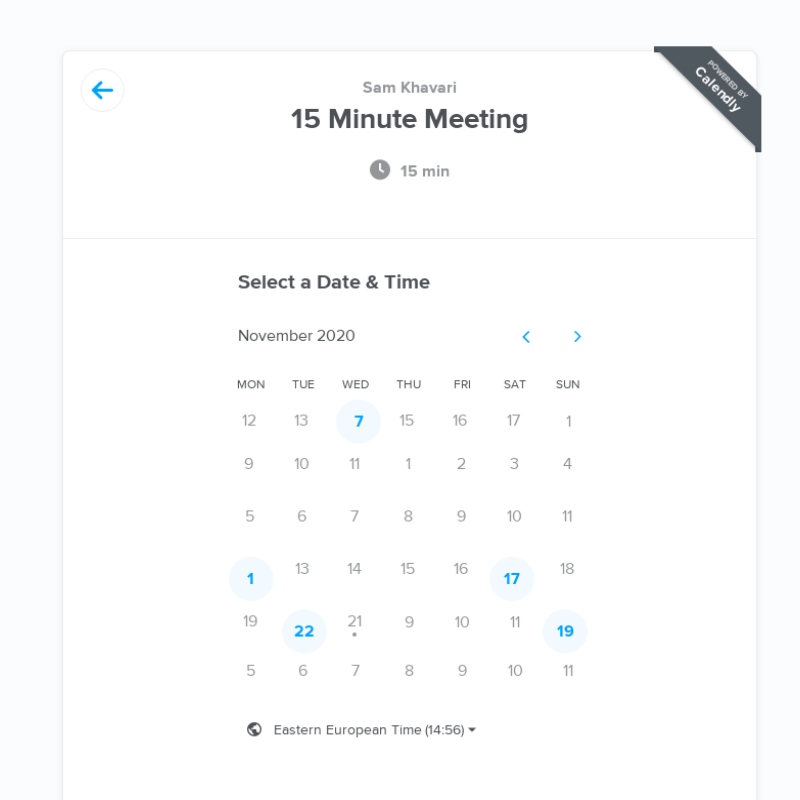 POWERED BY
Calendly
Sam Khavari
15 Minute Meeting
15 min
Select a Date & Time
November 2020
MON TUE WED THU FRI SAT SUN
12 13 7 15 16 17 1
9 10 11 1 2 3 4
5 6 7 8 9 10 11
1 13 14 15 16 17 18
19 22 21 9 10 11 19
5 6 7 8 9 10 11
Eastern European Time (14:56)